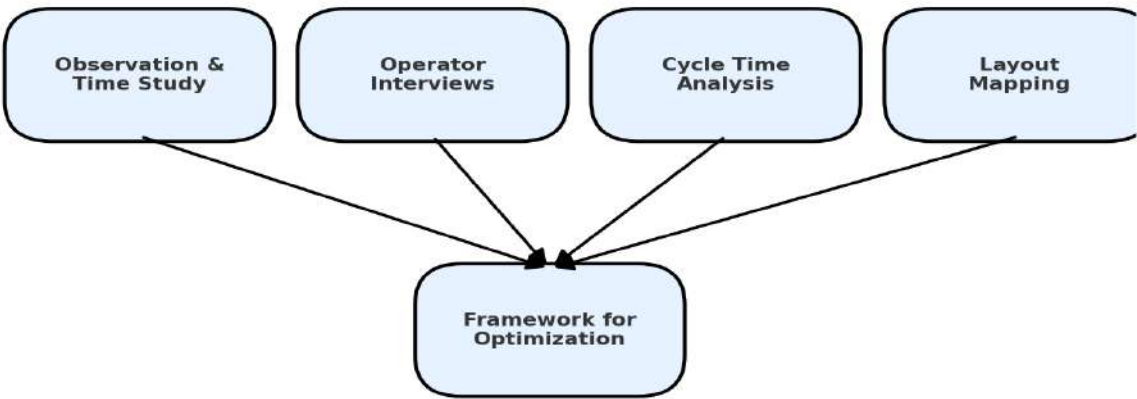 Observation &
Time Study
Operator
Interviews
Cycle Time
Analysis
Layout
Mapping
Framework for
Optimization